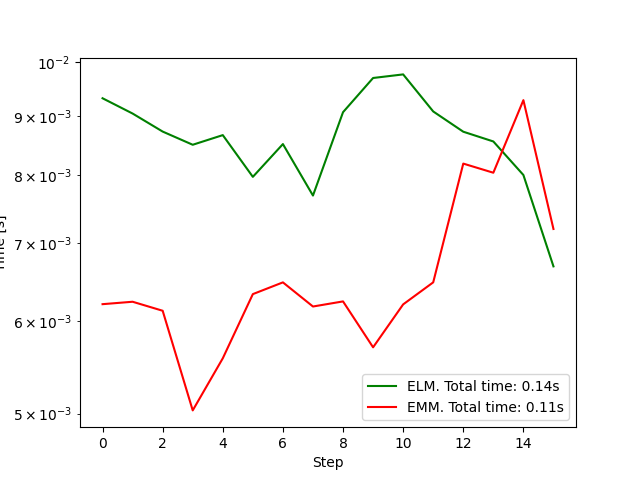 10⁻²
9 × 10⁻³
8 × 10⁻³
7 × 10⁻³
6 × 10⁻³
5 × 10⁻³
Time [s]
0 2 4 6 8 10 12 14
Step
ELM. Total time: 0.14s
EMM. Total time: 0.11s